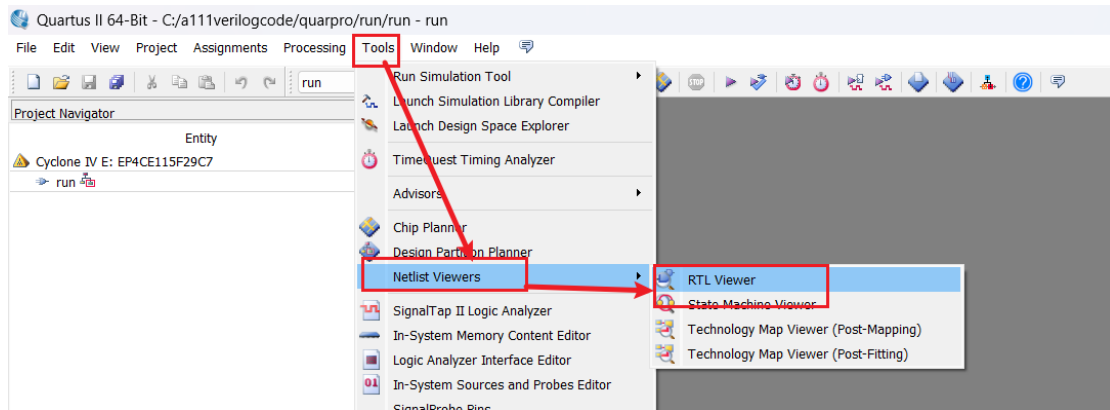 Quartus II 64-Bit - C:/a111verilogcode/quarpro/run/run - run
File Edit View Project Assignments Processing Tools Window Help
run
Project Navigator
Entity
Cyclone IV E: EP4CE115F29C7
run
Run Simulation Tool
Launch Simulation Library Compiler
Launch Design Space Explorer
TimeQuest Timing Analyzer
Advisors
Chip Planner
Design Partition Planner
Netlist Viewers
SignalTap II Logic Analyzer
In-System Memory Content Editor
Logic Analyzer Interface Editor
In-System Sources and Probes Editor
SignalProbe Pins
RTL Viewer
State Machine Viewer
Technology Map Viewer (Post-Mapping)
Technology Map Viewer (Post-Fitting)
STOP
01